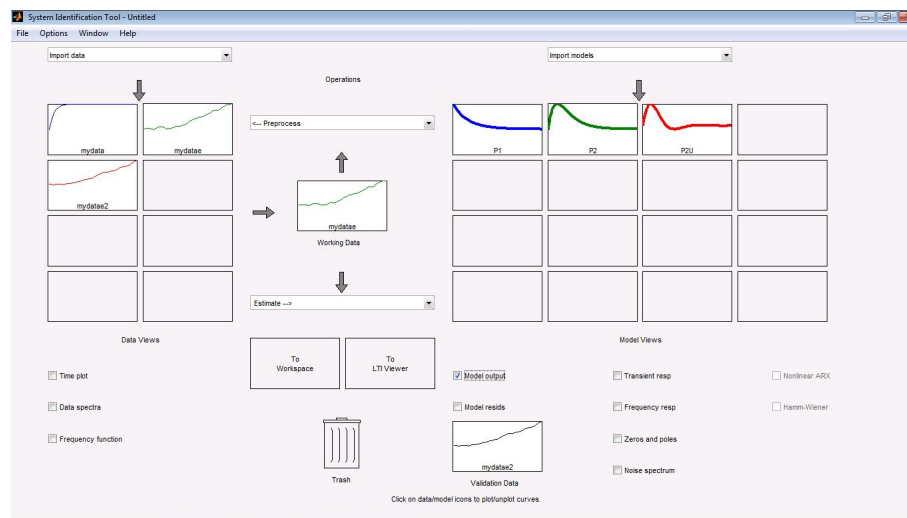 System Identification Tool - Untitled
File Options Window Help
Import data
Import models
Operations
mydata
mydatae
<-- Preprocess
P1
P2
P2U
mydatae2
mydatae
Working Data
Estimate -->
Data Views
Model Views
To
Workspace
To
LTI Viewer
Time plot
Model output
Transient resp
Nonlinear ARX
Data spectra
Model resids
Frequency resp
Hamm-Wiener
Frequency function
Zeros and poles
mydatae2
Noise spectrum
Trash
Validation Data
Click on data/model icons to plot/unplot curves.